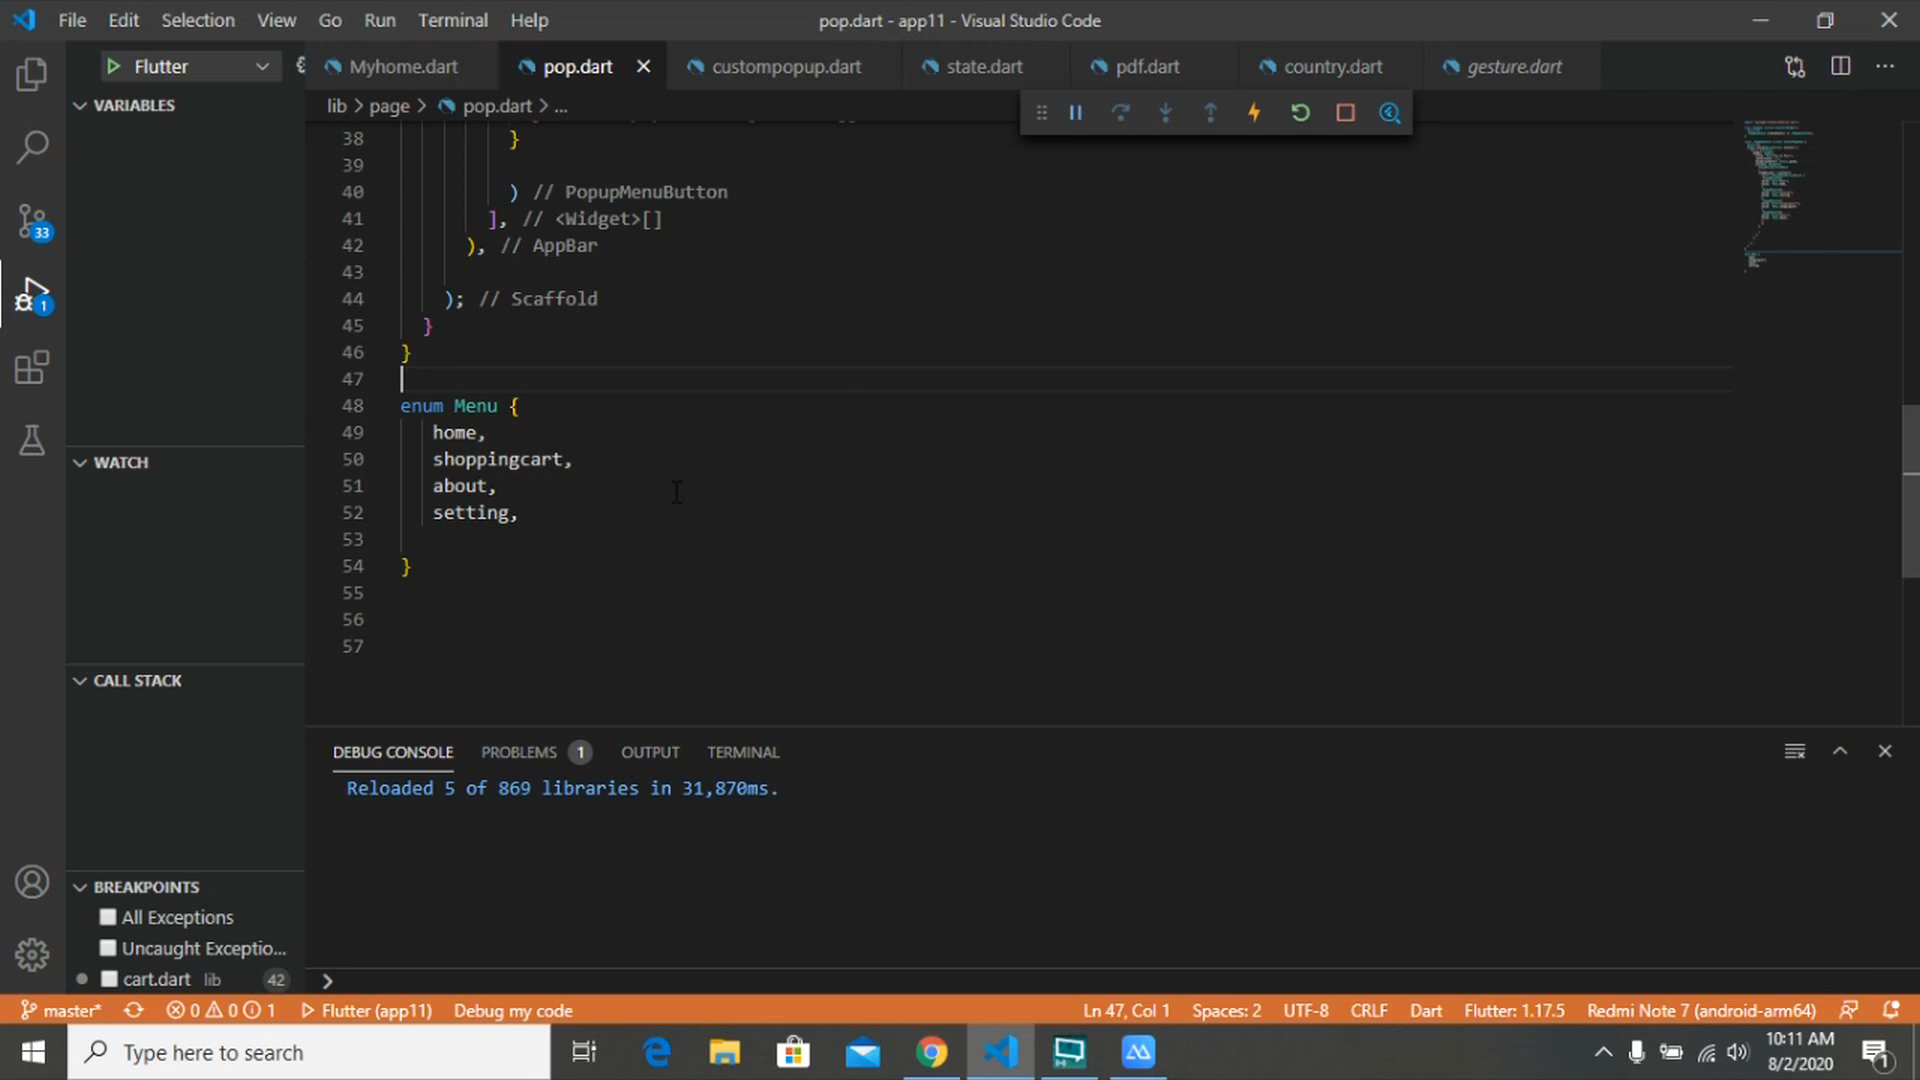 File Edit Selection View Go Run Terminal Help
pop.dart - app11 - Visual Studio Code
Flutter
Myhome.dart
pop.dart
custompopup.dart
state.dart
pdf.dart
country.dart
gesture.dart
VARIABLES
lib > page > pop.dart > ...
38 }
39
40 ) // PopupMenuButton
41 ], // <Widget>[]
42 ), // AppBar
43
44 ); // Scaffold
45 }
46 }
47
48 enum Menu {
49 home,
50 shoppingcart,
51 about,
52 setting,
53
54 }
55
56
57
33
1
WATCH
CALL STACK
BREAKPOINTS
All Exceptions
Uncaught Exceptio...
cart.dart lib 42
DEBUG CONSOLE PROBLEMS 1 OUTPUT TERMINAL
Reloaded 5 of 869 libraries in 31,870ms.
>
master* 0 0 1 Flutter (app11) Debug my code
Ln 47, Col 1 Spaces: 2 UTF-8 CRLF Dart Flutter: 1.17.5 Redmi Note 7 (android-arm64)
Type here to search
10:11 AM
8/2/2020
1